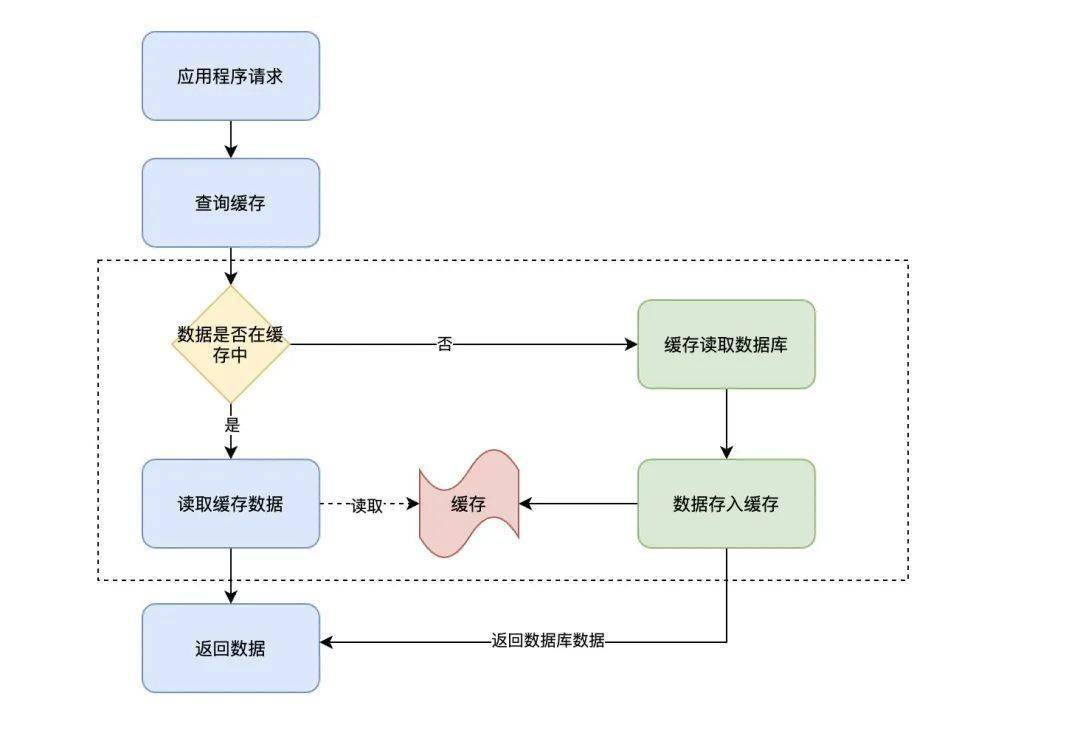 应用程序请求
查询缓存
数据是否在缓
存中
否
缓存读取数据库
是
读取缓存数据
读取
缓存
数据存入缓存
返回数据库数据
返回数据